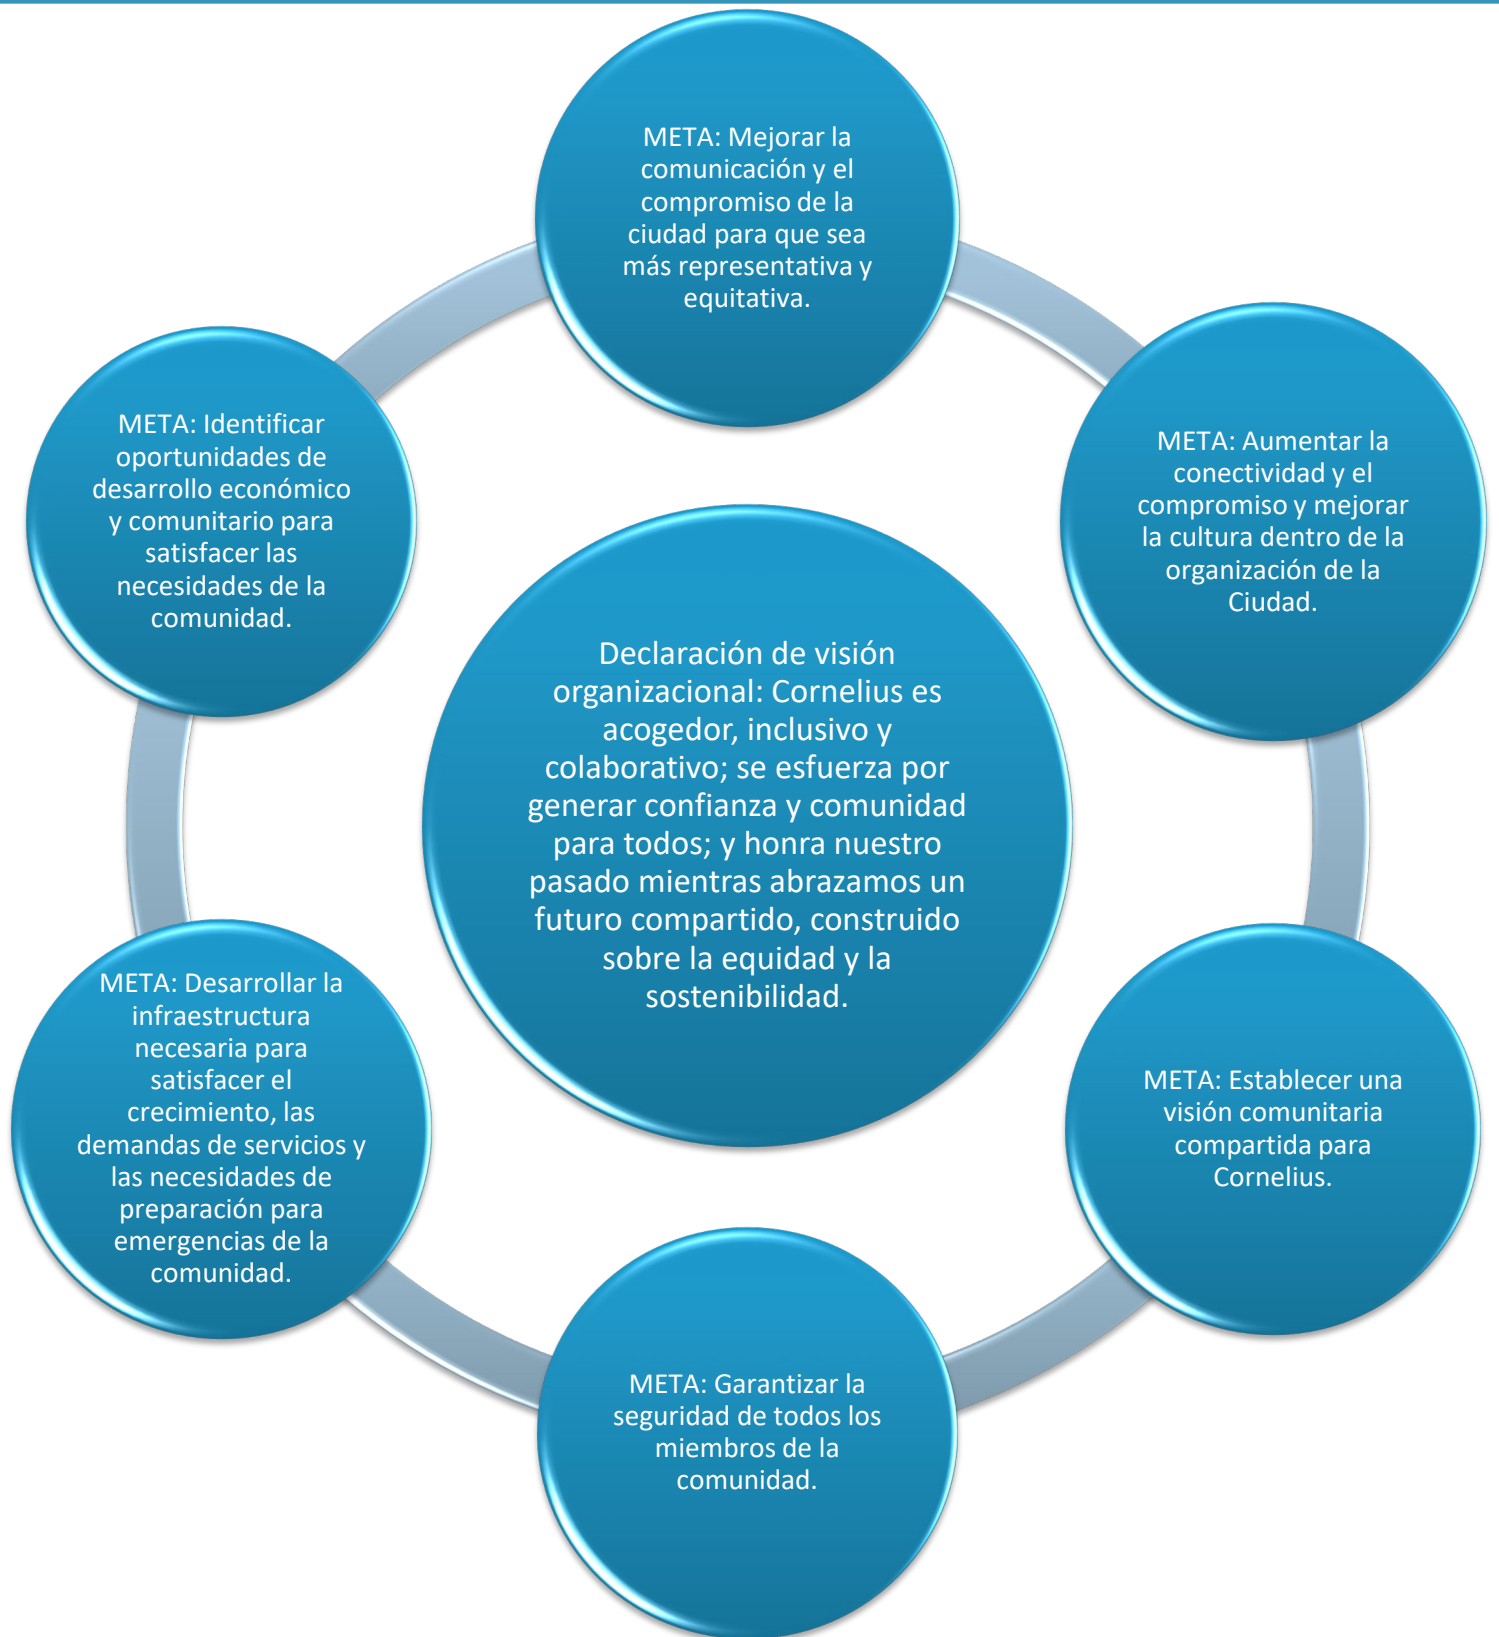 META: Mejorar la
comunicación y el
compromiso de la
ciudad para que sea
más representativa y
equitativa.
META: Aumentar la
conectividad y el
compromiso y mejorar
la cultura dentro de la
organización de la
Ciudad.
META: Establecer una
visión comunitaria
compartida para
Cornelius.
META: Garantizar la
seguridad de todos los
miembros de la
comunidad.
META: Desarrollar la
infraestructura
necesaria para
satisfacer el
crecimiento, las
demandas de servicios y
las necesidades de
preparación para
emergencias de la
comunidad.
META: Identificar
oportunidades de
desarrollo económico
y comunitario para
satisfacer las
necesidades de la
comunidad.
Declaración de visión
organizacional: Cornelius es
acogedor, inclusivo y
colaborativo; se esfuerza por
generar confianza y comunidad
para todos; y honra nuestro
pasado mientras abrazamos un
futuro compartido, construido
sobre la equidad y la
sostenibilidad.